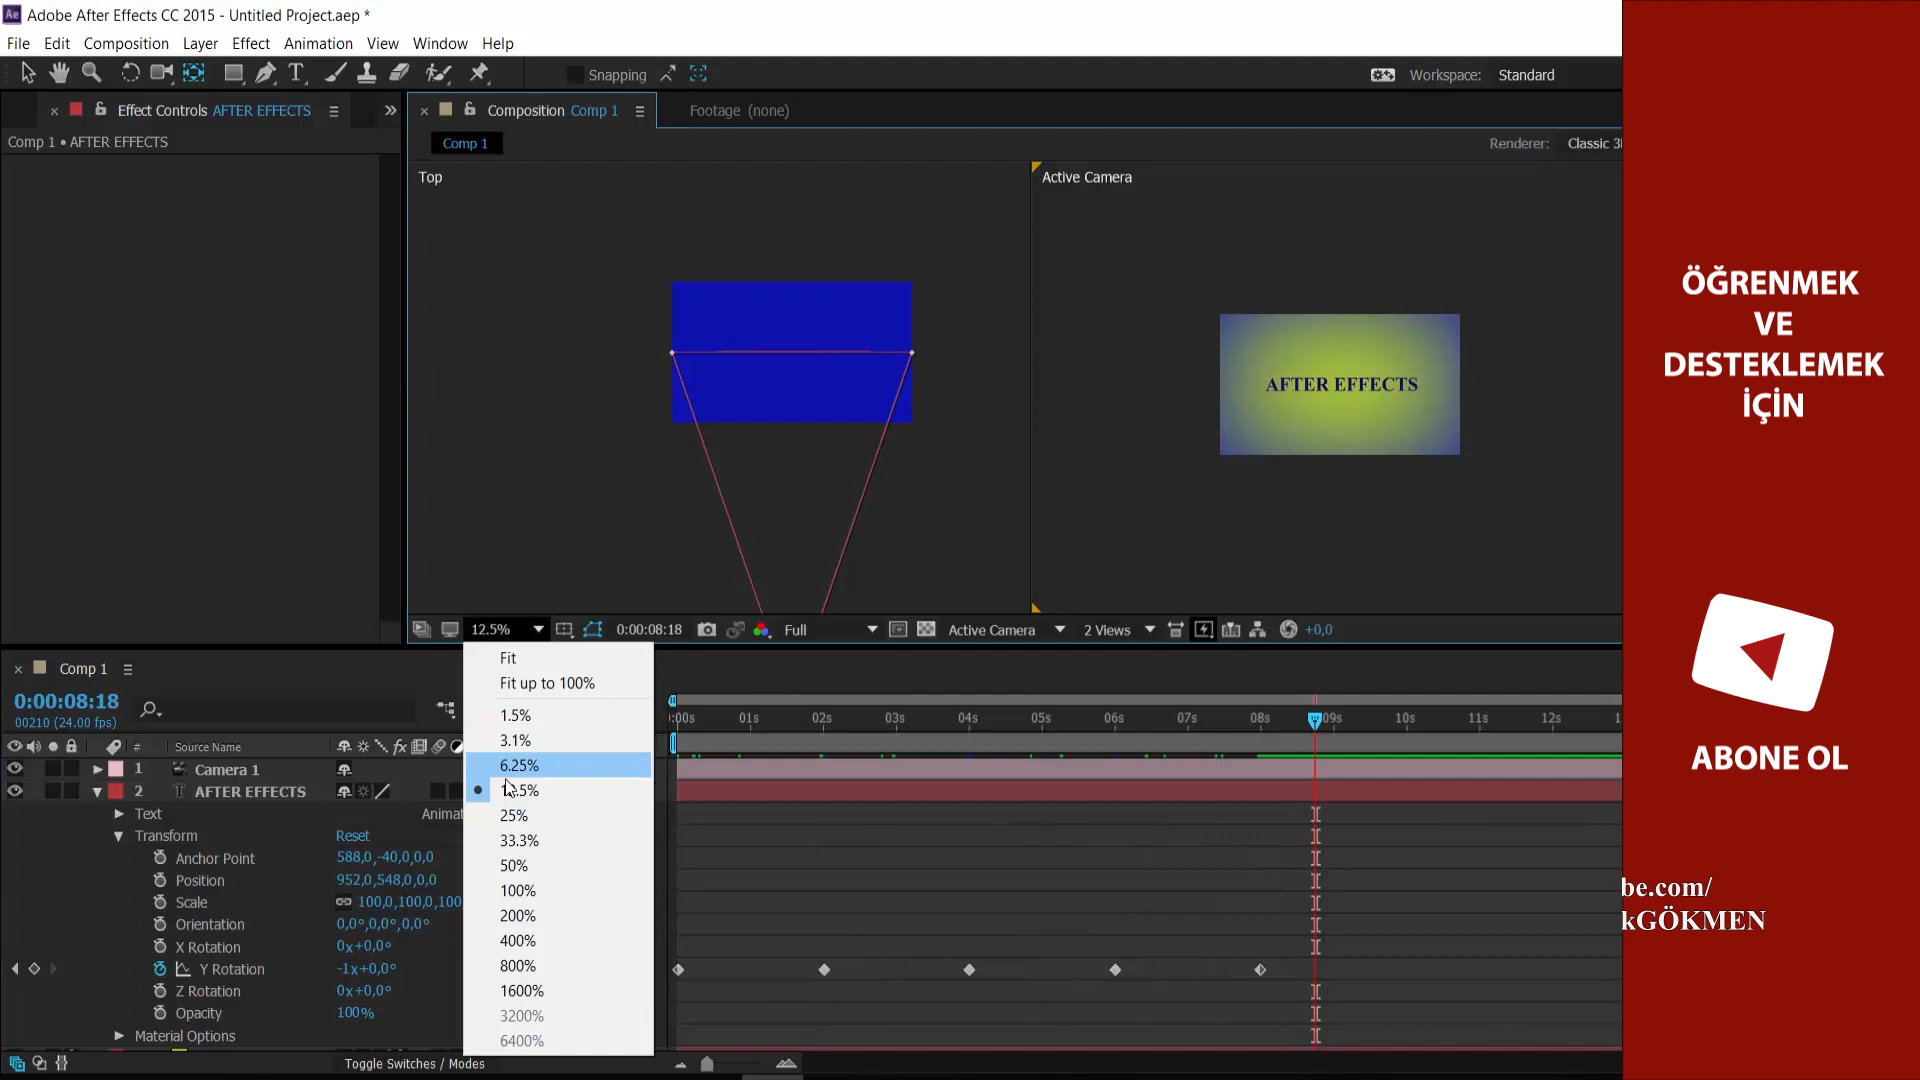 Adobe After Effects CC 2015 - Untitled Project.aep *
File Edit Composition Layer Effect Animation View Window Help
Snapping
Workspace: Standard
Effect Controls AFTER EFFECTS
Composition Comp 1
Footage (none)
Comp 1 • AFTER EFFECTS
Comp 1
Renderer: Classic 3
Top
Active Camera
AFTER EFFECTS
12.5%
0:00:08:18
Full
Active Camera
2 Views
+0,0
Fit
Fit up to 100%
1.5%
3.1%
6.25%
25%
33.3%
50%
100%
200%
400%
800%
1600%
3200%
6400%
Comp 1
0:00:08:18
00210 (24.00 fps)
:00s 01s 02s 03s 04s 05s 06s 07s 08s 09s 10s 11s 12s 1
# Source Name fx
1 Camera 1
2 AFTER EFFECTS
Text Animat
Transform Reset
Anchor Point 588,0,-40,0,0,0
Position 952,0,548,0,0,0
Scale 100,0,100,0,100,
Orientation 0,0°,0,0°,0,0°
X Rotation 0x+0,0°
Y Rotation -1x+0,0°
Z Rotation 0x+0,0°
Opacity 100%
Material Options
Toggle Switches / Modes
ÖĞRENMEK
VE
DESTEKLEMEK
İÇİN
ABONE OL
be.com/
kGÖKMEN